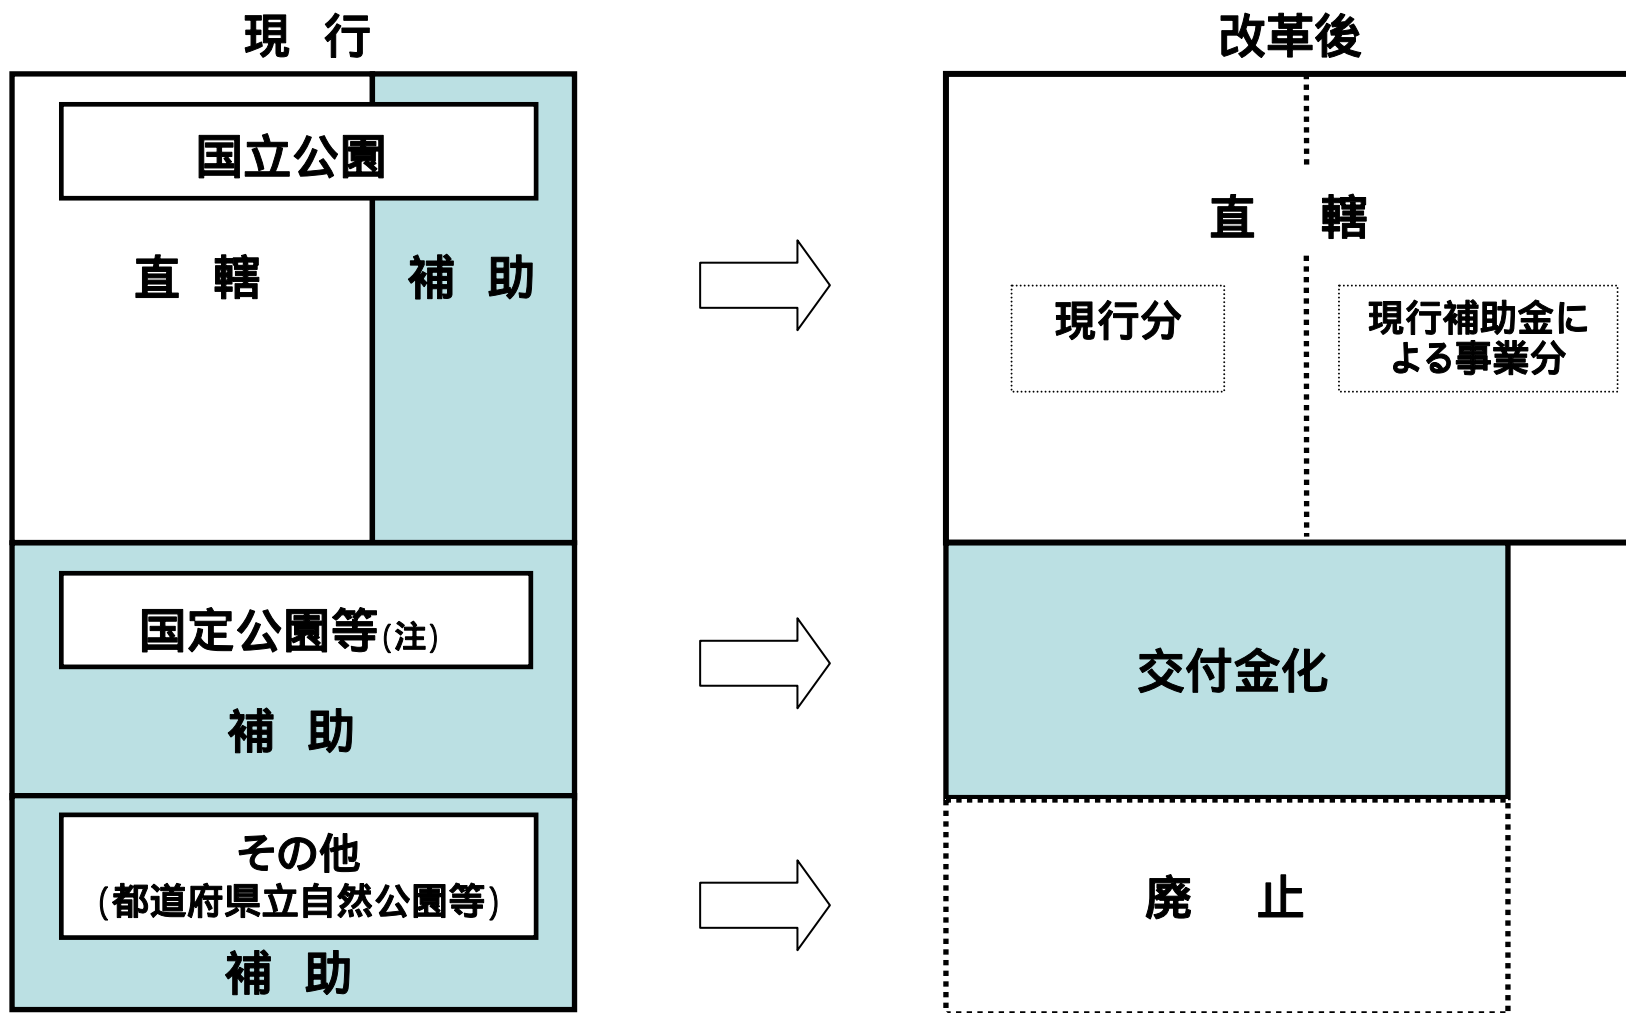 現 行
国立公園
直 轄
補 助
国定公園等(注)
補 助
その他
(都道府県立自然公園等)
補 助
改革後
直 轄
現行分
現行補助金に
よる事業分
交付金化
廃 止